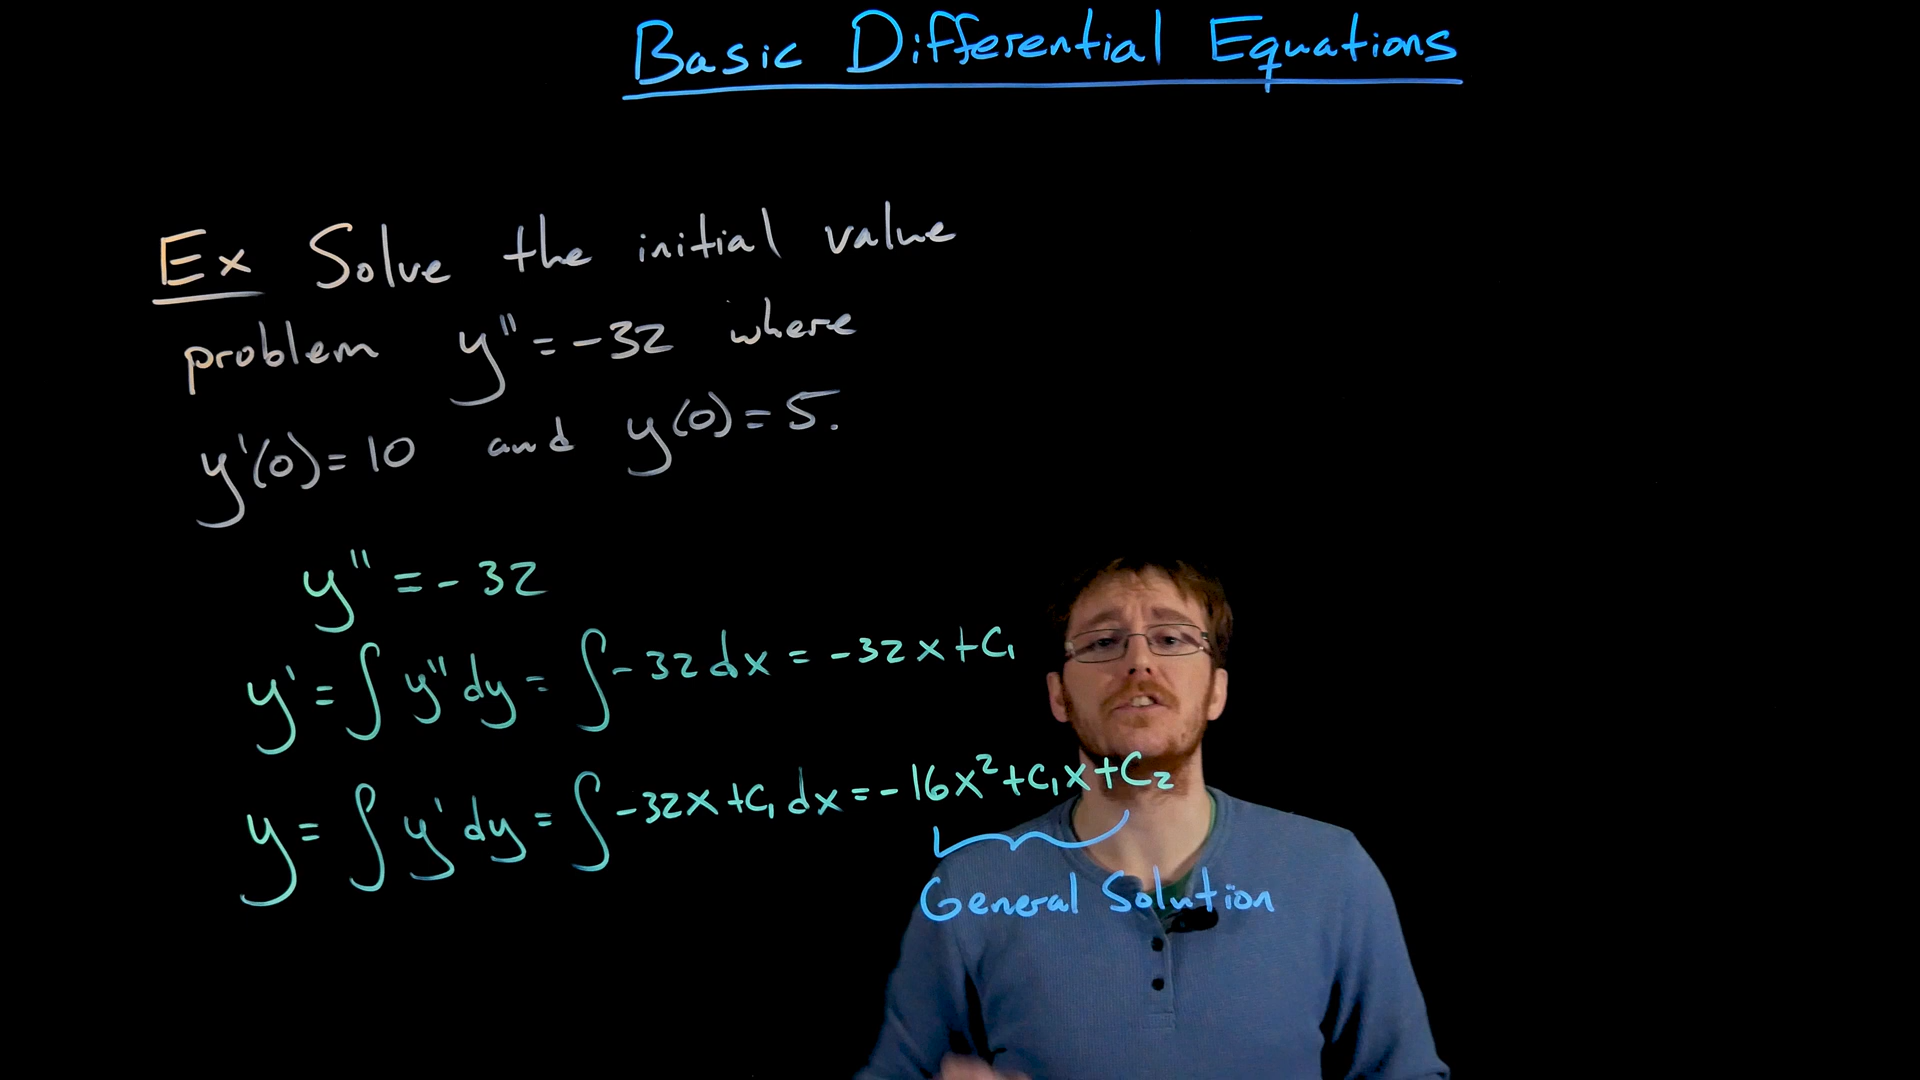 Basic Differential Equations
Ex Solve the initial value
problem y'' = -32 where
y'(0) = 10 and y(0) = 5.
y'' = -32
y' = ∫ y'' dy = ∫ -32 dx = -32x + C₁
y = ∫ y' dy = ∫ -32x + C₁ dx = -16x² + C₁x + C₂
General Solution